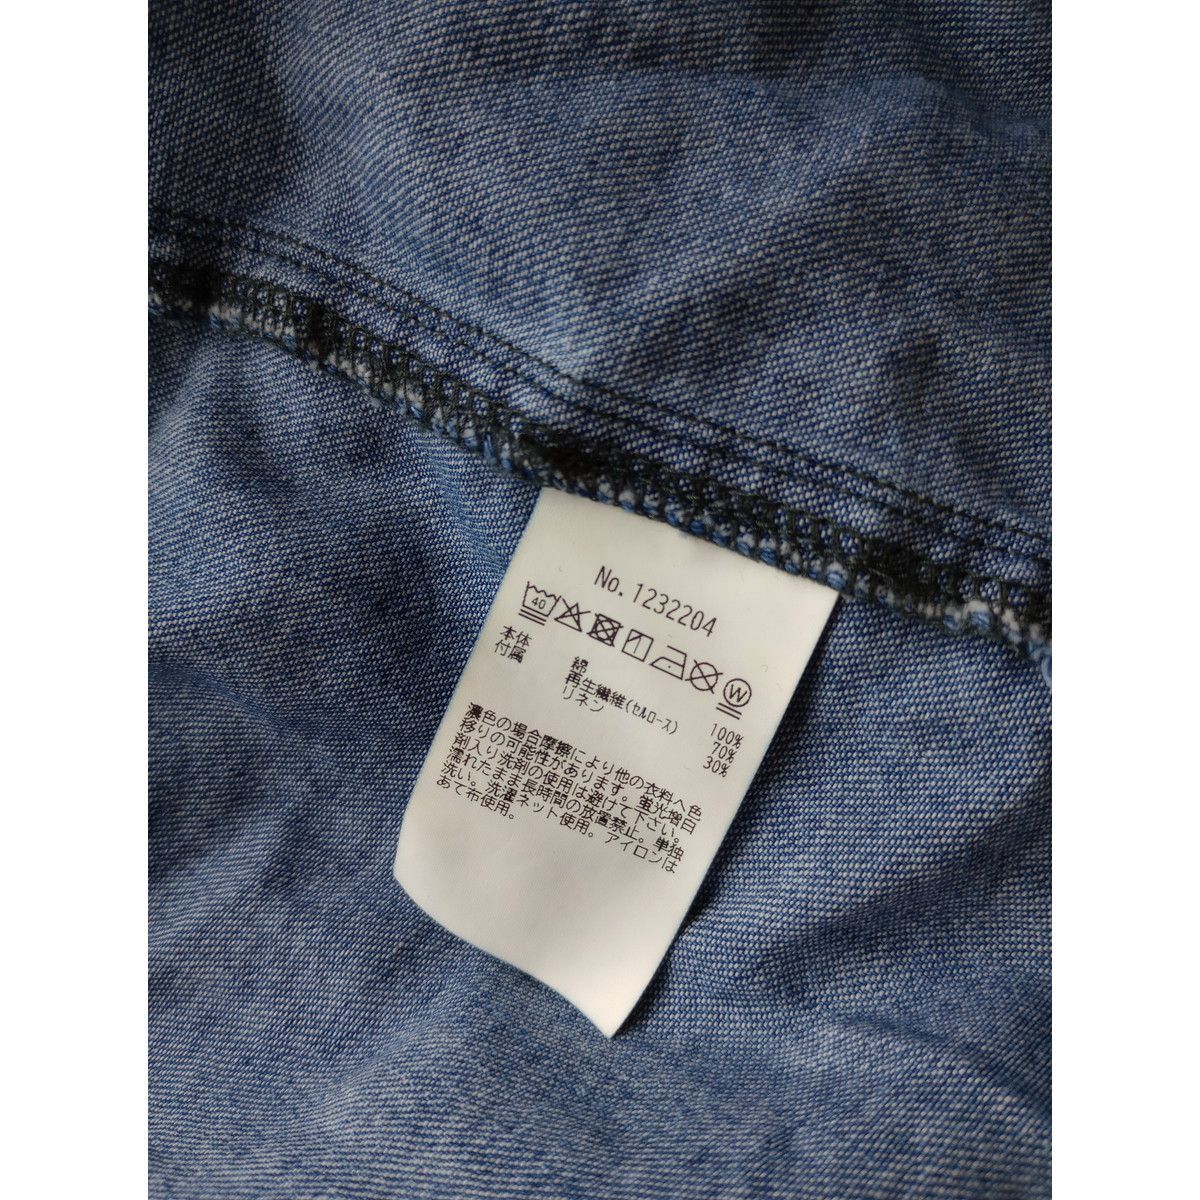 No. 1232204
40 W
本体 綿 100%
付属 再生繊維(セルロース) 70%
リネン 30%
濃色の場合摩擦により他の衣料へ色
移りの可能性があります。蛍光増白
剤入り洗剤の使用は避けて下さい。
濡れたまま長時間の放置禁止。単独
洗い。洗濯ネット使用。アイロンは
あて布使用。